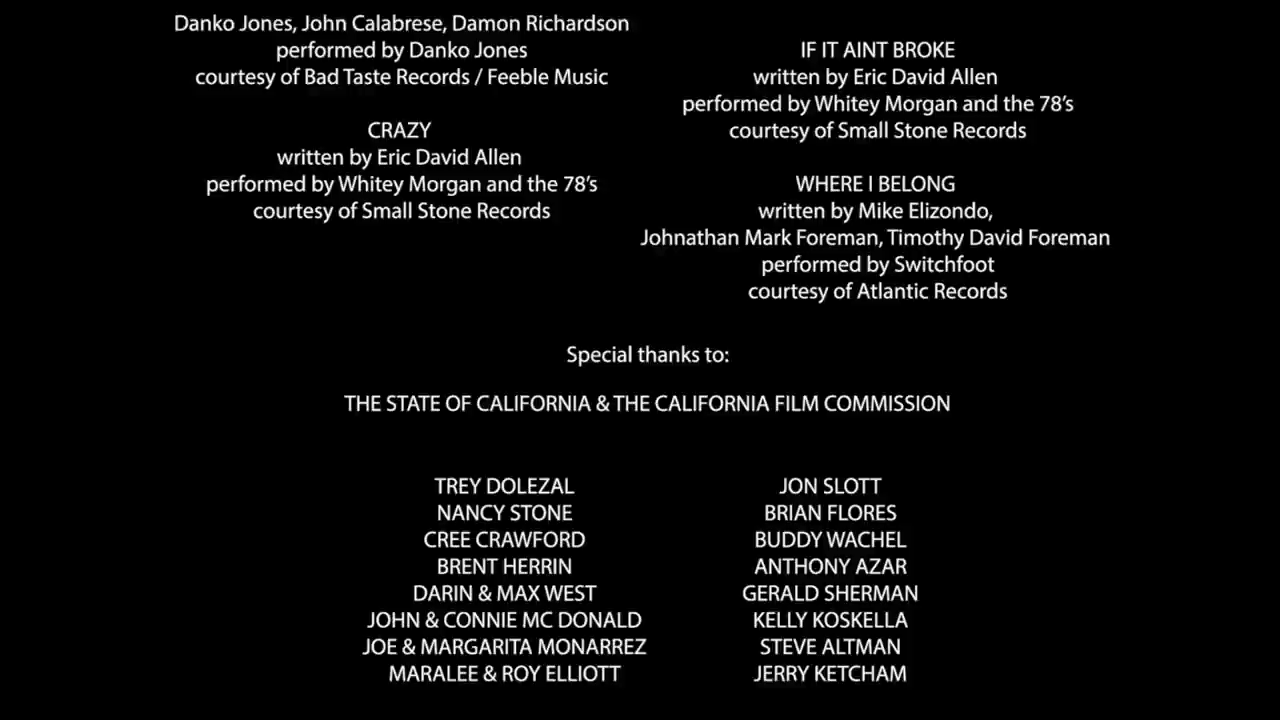 Danko Jones, John Calabrese, Damon Richardson
performed by Danko Jones
courtesy of Bad Taste Records / Feeble Music
CRAZY
written by Eric David Allen
performed by Whitey Morgan and the 78's
courtesy of Small Stone Records
IF IT AINT BROKE
written by Eric David Allen
performed by Whitey Morgan and the 78's
courtesy of Small Stone Records
WHERE I BELONG
written by Mike Elizondo,
Johnathan Mark Foreman, Timothy David Foreman
performed by Switchfoot
courtesy of Atlantic Records
Special thanks to:
THE STATE OF CALIFORNIA & THE CALIFORNIA FILM COMMISSION
TREY DOLEZAL
NANCY STONE
CREE CRAWFORD
BRENT HERRIN
DARIN & MAX WEST
JOHN & CONNIE MC DONALD
JOE & MARGARITA MONARREZ
MARALEE & ROY ELLIOTT
JON SLOTT
BRIAN FLORES
BUDDY WACHEL
ANTHONY AZAR
GERALD SHERMAN
KELLY KOSKELLA
STEVE ALTMAN
JERRY KETCHAM